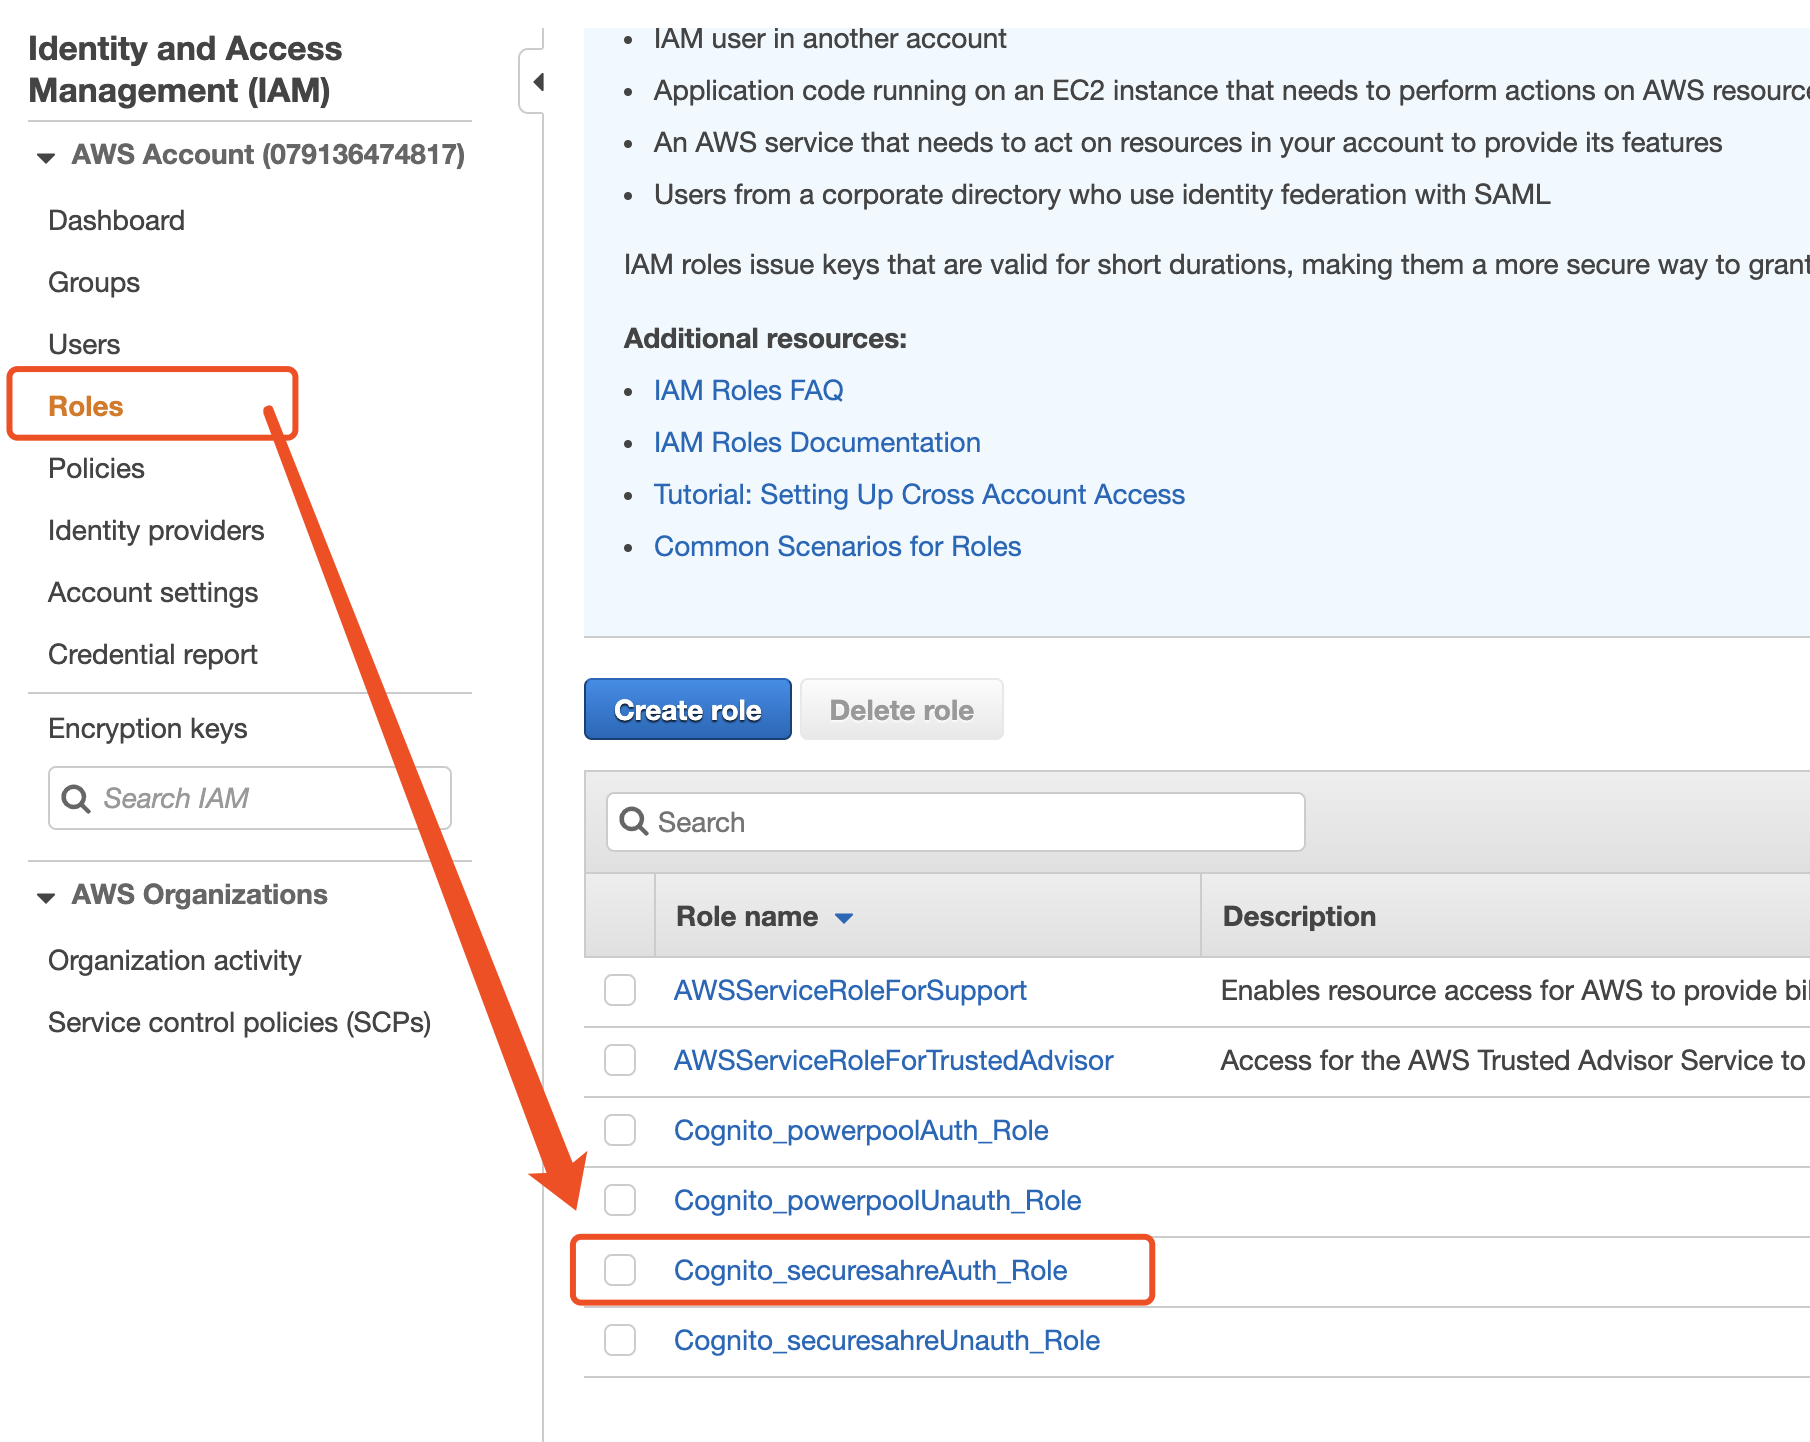 Identity and Access
Management (IAM)
AWS Account (079136474817)
Dashboard
Groups
Users
Roles
Policies
Identity providers
Account settings
Credential report
Encryption keys
Search IAM
AWS Organizations
Organization activity
Service control policies (SCPs)
• IAM user in another account
• Application code running on an EC2 instance that needs to perform actions on AWS
• An AWS service that needs to act on resources in your account to provide its features
• Users from a corporate directory who use identity federation with SAML
IAM roles issue keys that are valid for short durations, making them a more secure way to grant
Additional resources:
• IAM Roles FAQ
• IAM Roles Documentation
• Tutorial: Setting Up Cross Account Access
• Common Scenarios for Roles
Create role
Delete role
Search
Role name
Description
AWSServiceRoleForSupport
Enables resource access for AWS to provide
AWSServiceRoleForTrustedAdvisor
Access for the AWS Trusted Advisor Service to
Cognito_powerpoolAuth_Role
Cognito_powerpoolUnauth_Role
Cognito_securesahreAuth_Role
Cognito_securesahreUnauth_Role